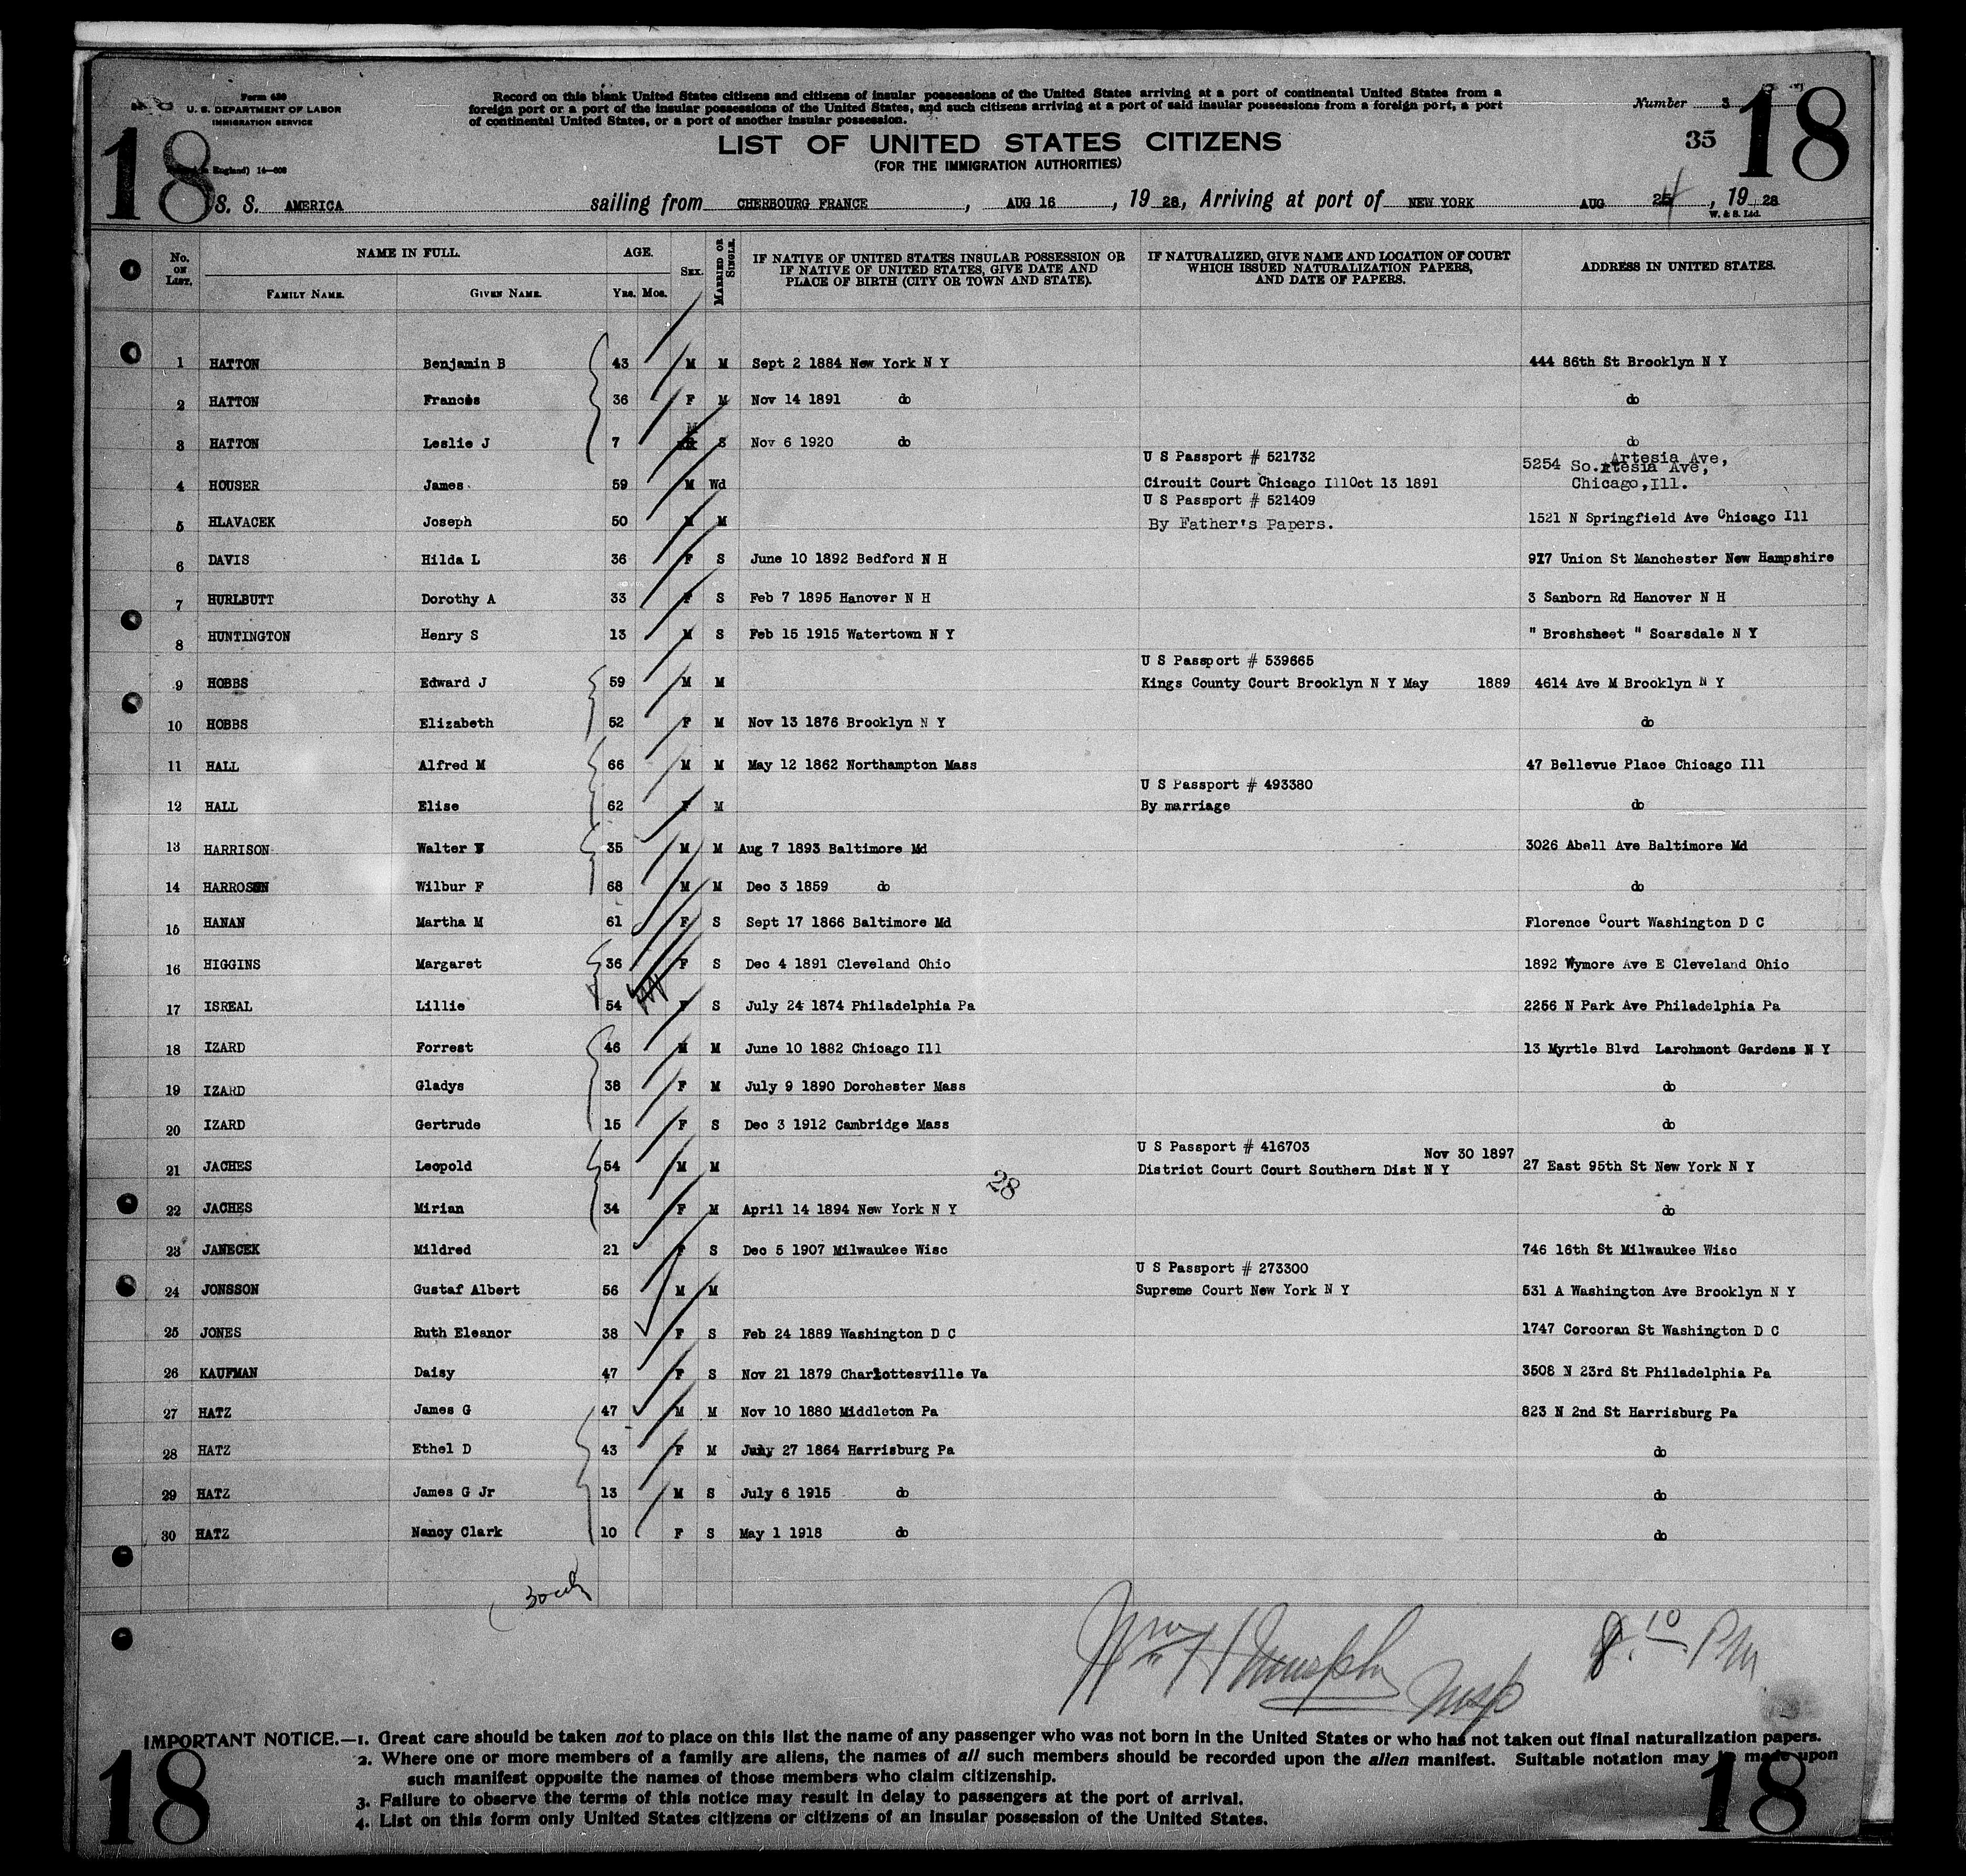 Form 630
U. S. DEPARTMENT OF LABOR
IMMIGRATION SERVICE
Record on this blank United States citizens and citizens of insular possessions of the United States arriving at a port of continental United States from a
foreign port or a port of the insular possessions of the United States, and such citizens arriving at a port of said insular possessions from a foreign port, a port
of continental United States, or a port of another insular possession.
Number 3
35
18 18
LIST OF UNITED STATES CITIZENS
(FOR THE IMMIGRATION AUTHORITIES)
England) 14—608
S. S. AMERICA sailing from CHERBOURG FRANCE, AUG 16, 19 28, Arriving at port of NEW YORK AUG 24, 19 28
W. & S. Ltd.
No. ON LIST. NAME IN FULL. AGE. SEX. MARRIED OR SINGLE. IF NATIVE OF UNITED STATES INSULAR POSSESSION OR IF NATIVE OF UNITED STATES, GIVE DATE AND PLACE OF BIRTH (CITY OR TOWN AND STATE). IF NATURALIZED, GIVE NAME AND LOCATION OF COURT WHICH ISSUED NATURALIZATION PAPERS, AND DATE OF PAPERS. ADDRESS IN UNITED STATES.
FAMILY NAME. GIVEN NAME. Yrs. Mos.
1 HATTON Benjamin B 43 M M Sept 2 1884 New York N Y 444 86th St Brooklyn N Y
2 HATTON Frances 36 F M Nov 14 1891 do do
3 HATTON Leslie J 7 M S Nov 6 1920 do do
U S Passport # 521732 Artesia Ave,
5254 So. Artesia Ave,
4 HOUSER James 59 M Wd Circuit Court Chicago IllOct 13 1891 Chicago,Ill.
U S Passport # 521409
5 HLAVACEK Joseph 50 M M By Father's Papers. 1521 N Springfield Ave Chicago Ill
6 DAVIS Hilda L 36 F S June 10 1892 Bedford N H 917 Union St Manchester New Hampshire
7 HURLBUTT Dorothy A 33 F S Feb 7 1895 Hanover N H 3 Sanborn Rd Hanover N H
8 HUNTINGTON Henry S 13 M S Feb 15 1915 Watertown N Y " Broshsheet " Scarsdale N Y
U S Passport # 539665
9 HOBBS Edward J 59 M M Kings County Court Brooklyn N Y May 1889 4614 Ave M Brooklyn N Y
10 HOBBS Elizabeth 52 F M Nov 13 1876 Brooklyn N Y do
11 HALL Alfred M 66 M M May 12 1862 Northampton Mass 47 Bellevue Place Chicago Ill
U S Passport # 493380
12 HALL Elise 62 F M By marriage do
13 HARRISON Walter W 35 M M Aug 7 1893 Baltimore Md 3026 Abell Ave Baltimore Md
14 HARROSON Wilbur F 68 M M Dec 3 1859 do do
15 HANAN Martha M 61 F S Sept 17 1866 Baltimore Md Florence Court Washington D C
16 HIGGINS Margaret 36 F S Dec 4 1891 Cleveland Ohio 1892 Wymore Ave E Cleveland Ohio
17 ISREAL Lillie 54 F S July 24 1874 Philadelphia Pa 2256 N Park Ave Philadelphia Pa
18 IZARD Forrest 46 M M June 10 1882 Chicago Ill 13 Myrtle Blvd Larchmont Gardens N Y
19 IZARD Gladys 38 F M July 9 1890 Dorchester Mass do
20 IZARD Gertrude 15 F S Dec 3 1912 Cambridge Mass do
U S Passport # 416703 Nov 30 1897
21 JACHES Leopold 54 M M District Court Court Southern Dist N Y 27 East 95th St New York N Y
28
22 JACHES Mirian 34 F M April 14 1894 New York N Y do
23 JANECEK Mildred 21 F S Dec 5 1907 Milwaukee Wisc 746 16th St Milwaukee Wisc
U S Passport # 273300
24 JONSSON Gustaf Albert 56 M M Supreme Court New York N Y 531 A Washington Ave Brooklyn N Y
25 JONES Ruth Eleanor 38 F S Feb 24 1889 Washington D C 1747 Corcoran St Washington D C
26 KAUFMAN Daisy 47 F S Nov 21 1879 Charlottesville Va 3508 N 23rd St Philadelphia Pa
27 HATZ James G 47 M M Nov 10 1880 Middleton Pa 823 N 2nd St Harrisburg Pa
28 HATZ Ethel D 43 F M 27 1864 Harrisburg Pa do
29 HATZ James G Jr 13 M S July 6 1915 do do
30 HATZ Nancy Clark 10 F S May 1 1918 do do
Wm H Murphy Insp 8.10 PM
IMPORTANT NOTICE.—1. Great care should be taken not to place on this list the name of any passenger who was not born in the United States or who has not taken out final naturalization papers.
2. Where one or more members of a family are aliens, the names of all such members should be recorded upon the alien manifest. Suitable notation may be made upon
such manifest opposite the names of those members who claim citizenship.
3. Failure to observe the terms of this notice may result in delay to passengers at the port of arrival.
4. List on this form only United States citizens or citizens of an insular possession of the United States.
18 18